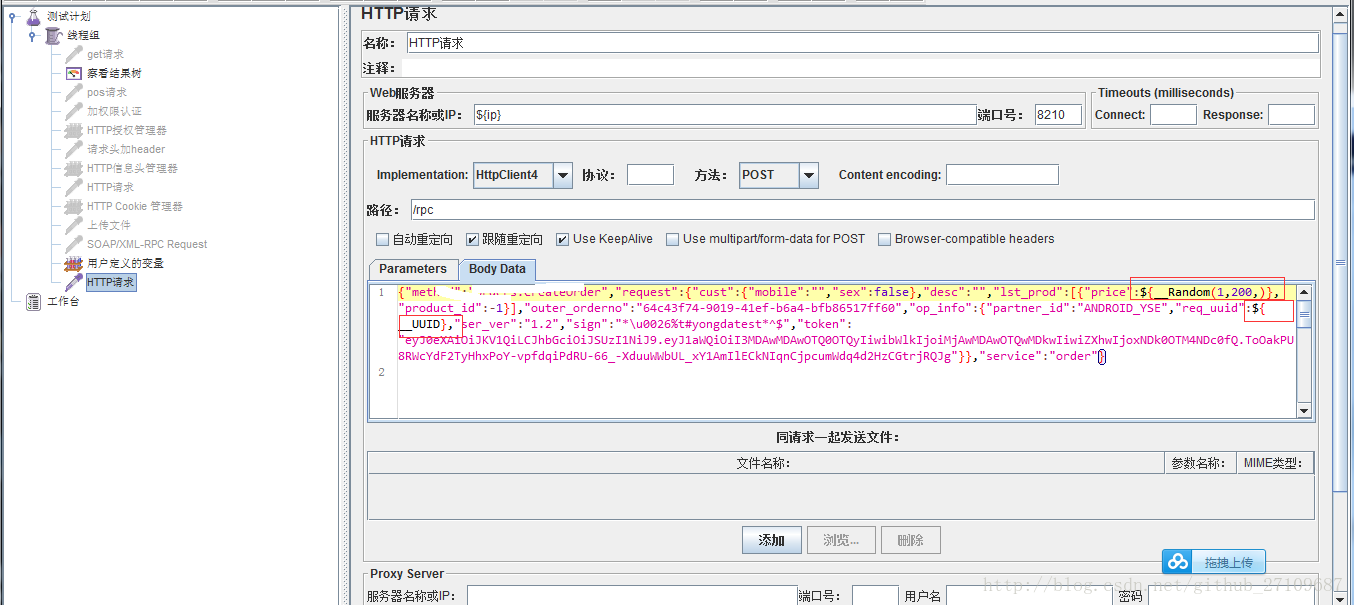 测试计划
线程组
get请求
察看结果树
pos请求
加权限认证
HTTP授权管理器
请求头加header
HTTP信息头管理器
HTTP请求
HTTP Cookie 管理器
上传文件
SOAP/XML-RPC Request
用户定义的变量
HTTP请求
工作台
HTTP请求
名称： HTTP请求
注释：
Web服务器
服务器名称或IP： ${ip} 端口号： 8210
Timeouts (milliseconds)
Connect: Response:
HTTP请求
Implementation: HttpClient4 协议： 方法： POST Content encoding:
路径： /rpc
自动重定向 跟随重定向 Use KeepAlive Use multipart/form-data for POST Browser-compatible headers
Parameters Body Data
1 {"met createOrder","request":{"cust":{"mobile":"","sex":false},"desc":"","lst_prod":[{"price":${__Random(1,200,)},
"product_id":-1}],"outer_orderno":"64c43f74-9019-41ef-b6a4-bfb86517ff60","op_info":{"partner_id":"ANDROID_YSE","req_uuid":${
__UUID},"ser_ver":"1.2","sign":"*\u0026%t#yongdatest*^$","token":
"eyJ0eXAiOiJKV1QiLCJhbGciOiJSUzI1NiJ9.eyJ1aWQiOiI3MDAwMDAwOTQ0OTQyIiwibWlkIjoiMjAwMDAwOTQwMDkwIiwiZXhwIjoxNDk0OTM4NDc0fQ.ToOakPU
8RWcYdF2TyHhxPoY-vpfdqiPdRU-66_-XduuWWbUL_xY1AmIlECkNIqnCjpcumWdq4d2HzCGtrjRQJg"}},"service":"order"}
2
同请求一起发送文件：
文件名称： 参数名称： MIME类型：
添加 浏览... 删除
拖拽上传
Proxy Server
服务器名称或IP： 端口号： 用户名 密码
http://blog.csdn.net/github_27109687